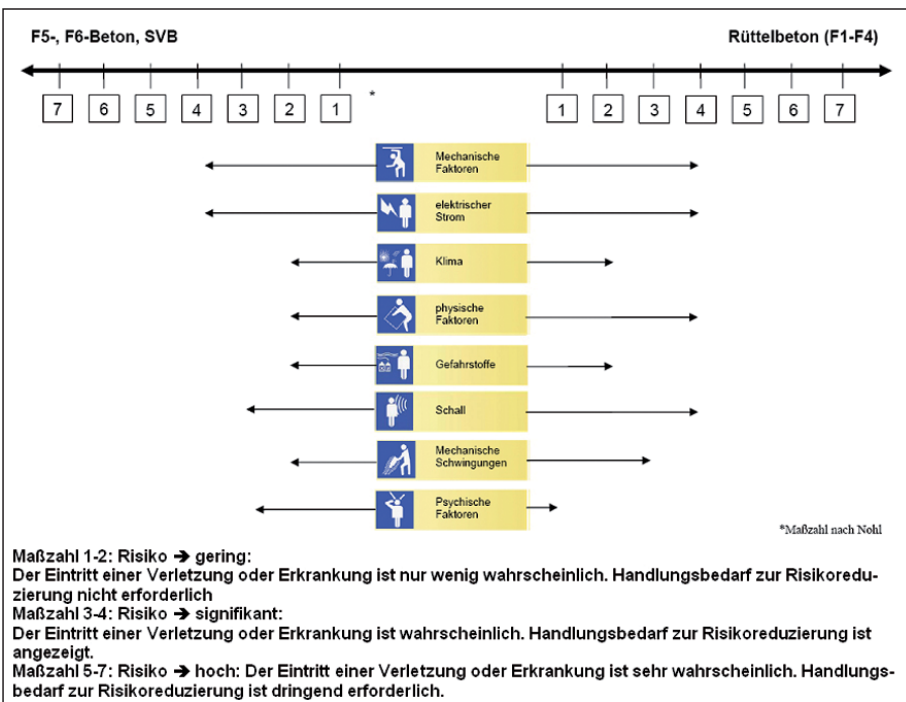 F5-, F6-Beton, SVB
Rüttelbeton (F1-F4)
7 6 5 4 3 2 1 * 1 2 3 4 5 6 7
Mechanische
Faktoren
elektrischer
Strom
Klima
physische
Faktoren
Gefahrstoffe
Schall
Mechanische
Schwingungen
Psychische
Faktoren
*Maßzahl nach Nohl
Maßzahl 1-2: Risiko ➔ gering:
Der Eintritt einer Verletzung oder Erkrankung ist nur wenig wahrscheinlich. Handlungsbedarf zur Risikoredu-
zierung nicht erforderlich
Maßzahl 3-4: Risiko ➔ signifikant:
Der Eintritt einer Verletzung oder Erkrankung ist wahrscheinlich. Handlungsbedarf zur Risikoreduzierung ist
angezeigt.
Maßzahl 5-7: Risiko ➔ hoch: Der Eintritt einer Verletzung oder Erkrankung ist sehr wahrscheinlich. Handlungs-
bedarf zur Risikoreduzierung ist dringend erforderlich.